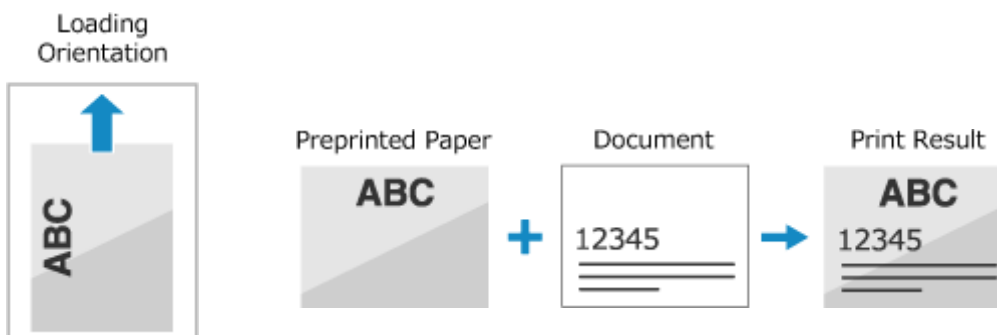 Loading
Orientation
ABC
Preprinted Paper
ABC
Document
12345
Print Result
ABC
12345